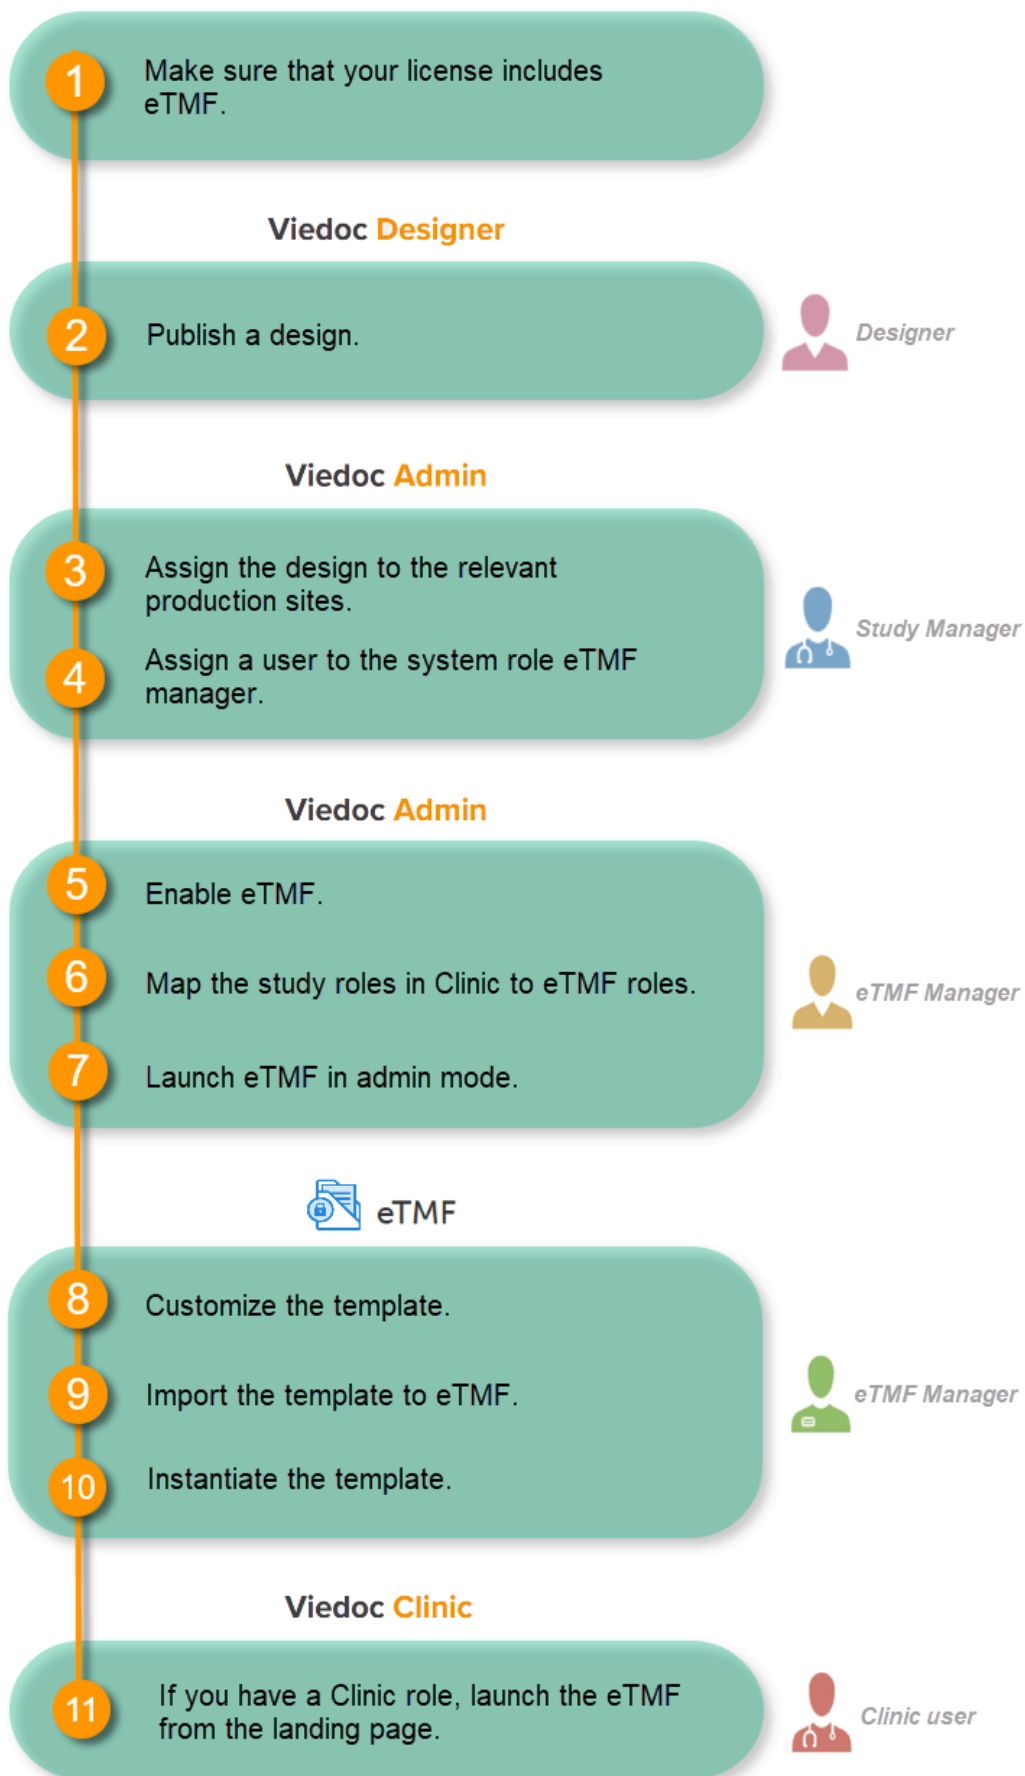 1
Make sure that your license includes
eTMF.
Viedoc Designer
2
Publish a design.
Designer
Viedoc Admin
3
Assign the design to the relevant
production sites.
Study Manager
4
Assign a user to the system role eTMF
manager.
Viedoc Admin
5
Enable eTMF.
6
Map the study roles in Clinic to eTMF roles.
eTMF Manager
7
Launch eTMF in admin mode.
eTMF
8
Customize the template.
9
Import the template to eTMF.
eTMF Manager
10
Instantiate the template.
Viedoc Clinic
11
If you have a Clinic role, launch the eTMF
from the landing page.
Clinic user